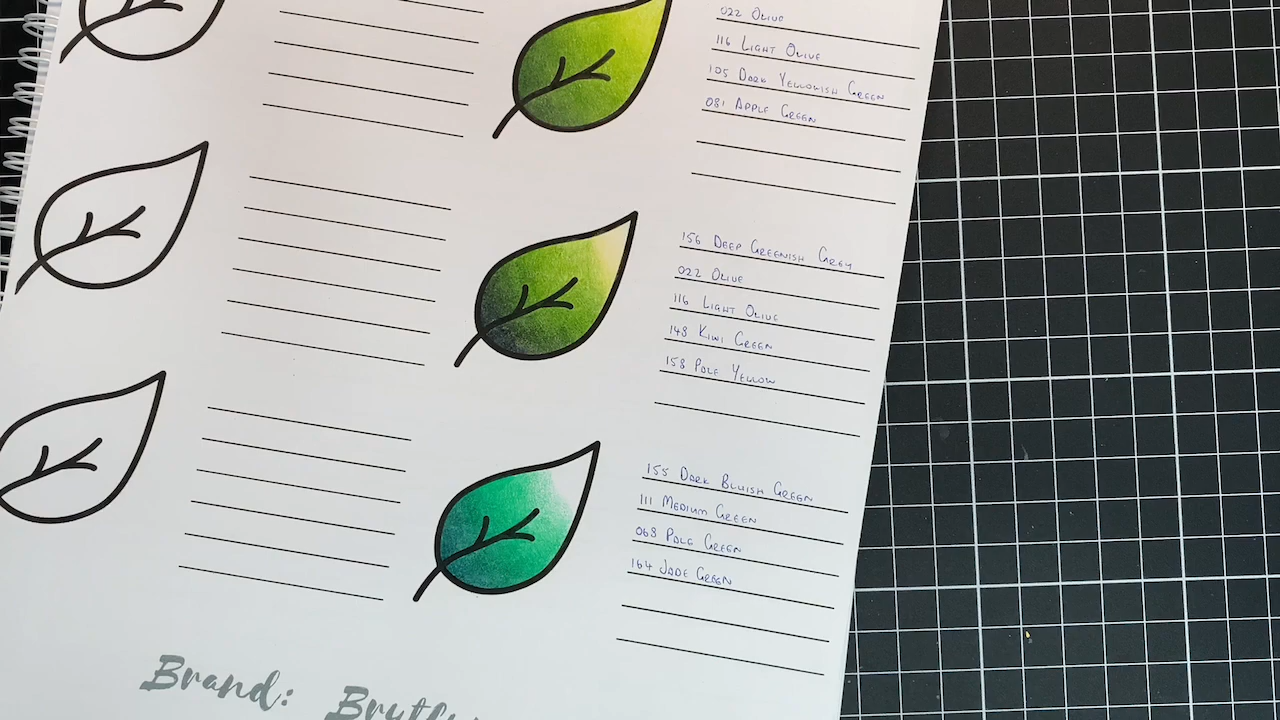 022 OLIVE
116 LIGHT OLIVE
105 DARK YELLOWISH GREEN
081 APPLE GREEN
156 DEEP GREENISH GREY
022 OLIVE
116 LIGHT OLIVE
148 KIWI GREEN
158 PALE YELLOW
155 DARK BLUISH GREEN
111 MEDIUM GREEN
068 PALE GREEN
164 JADE GREEN
Brand: